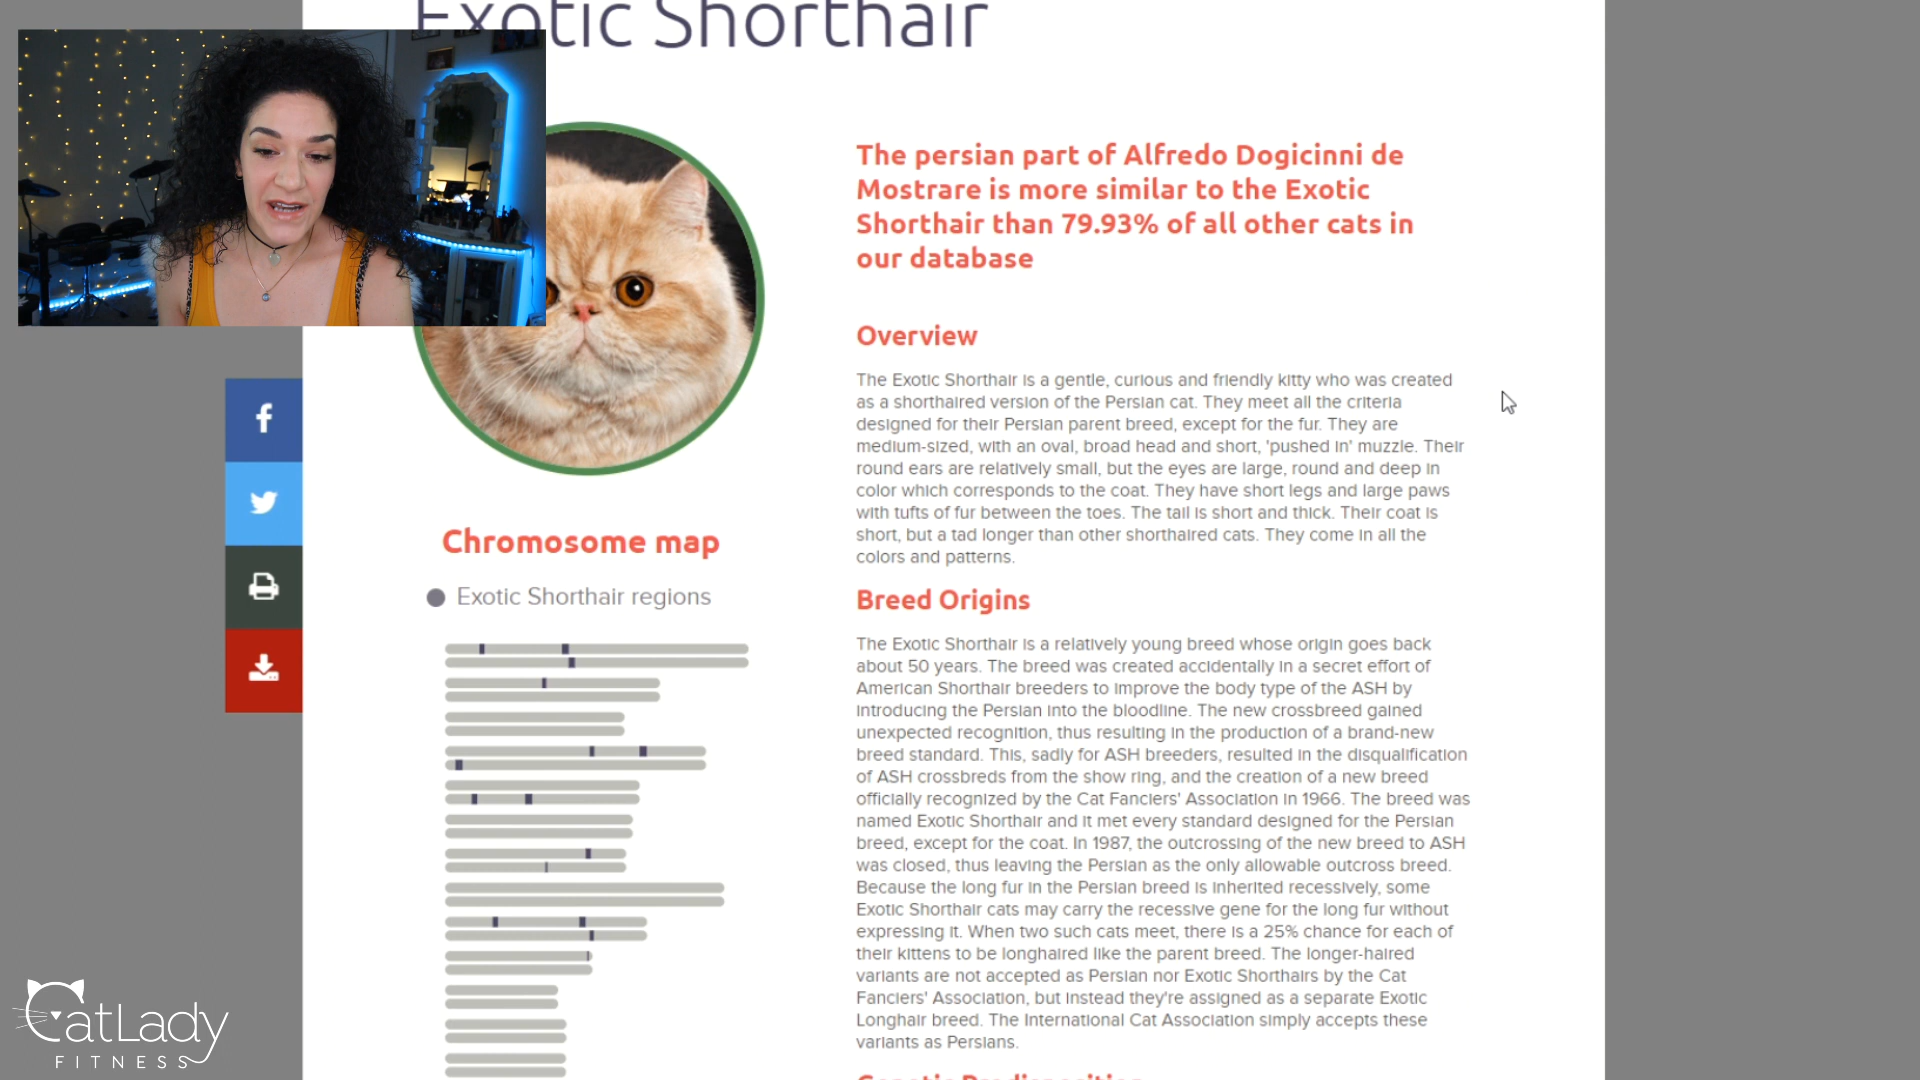 Exotic Shorthair
The persian part of Alfredo Dogicinni de
Mostrare is more similar to the Exotic
Shorthair than 79.93% of all other cats in
our database
Overview
The Exotic Shorthair is a gentle, curious and friendly kitty who was created
as a shorthaired version of the Persian cat. They meet all the criteria
designed for their Persian parent breed, except for the fur. They are
medium-sized, with an oval, broad head and short, 'pushed in' muzzle. Their
round ears are relatively small, but the eyes are large, round and deep in
color which corresponds to the coat. They have short legs and large paws
with tufts of fur between the toes. The tail is short and thick. Their coat is
short, but a tad longer than other shorthaired cats. They come in all the
colors and patterns.
Chromosome map
Exotic Shorthair regions
Breed Origins
The Exotic Shorthair is a relatively young breed whose origin goes back
about 50 years. The breed was created accidentally in a secret effort of
American Shorthair breeders to improve the body type of the ASH by
introducing the Persian into the bloodline. The new crossbreed gained
unexpected recognition, thus resulting in the production of a brand-new
breed standard. This, sadly for ASH breeders, resulted in the disqualification
of ASH crossbreds from the show ring, and the creation of a new breed
officially recognized by the Cat Fanciers' Association in 1966. The breed was
named Exotic Shorthair and it met every standard designed for the Persian
breed, except for the coat. In 1987, the outcrossing of the new breed to ASH
was closed, thus leaving the Persian as the only allowable outcross breed.
Because the long fur in the Persian breed is inherited recessively, some
Exotic Shorthair cats may carry the recessive gene for the long fur without
expressing it. When two such cats meet, there is a 25% chance for each of
their kittens to be longhaired like the parent breed. The longer-haired
variants are not accepted as Persian nor Exotic Shorthairs by the Cat
Fanciers' Association, but instead they're assigned as a separate Exotic
Longhair breed. The International Cat Association simply accepts these
variants as Persians.
Genetic Predisposition
CatLady
FITNESS